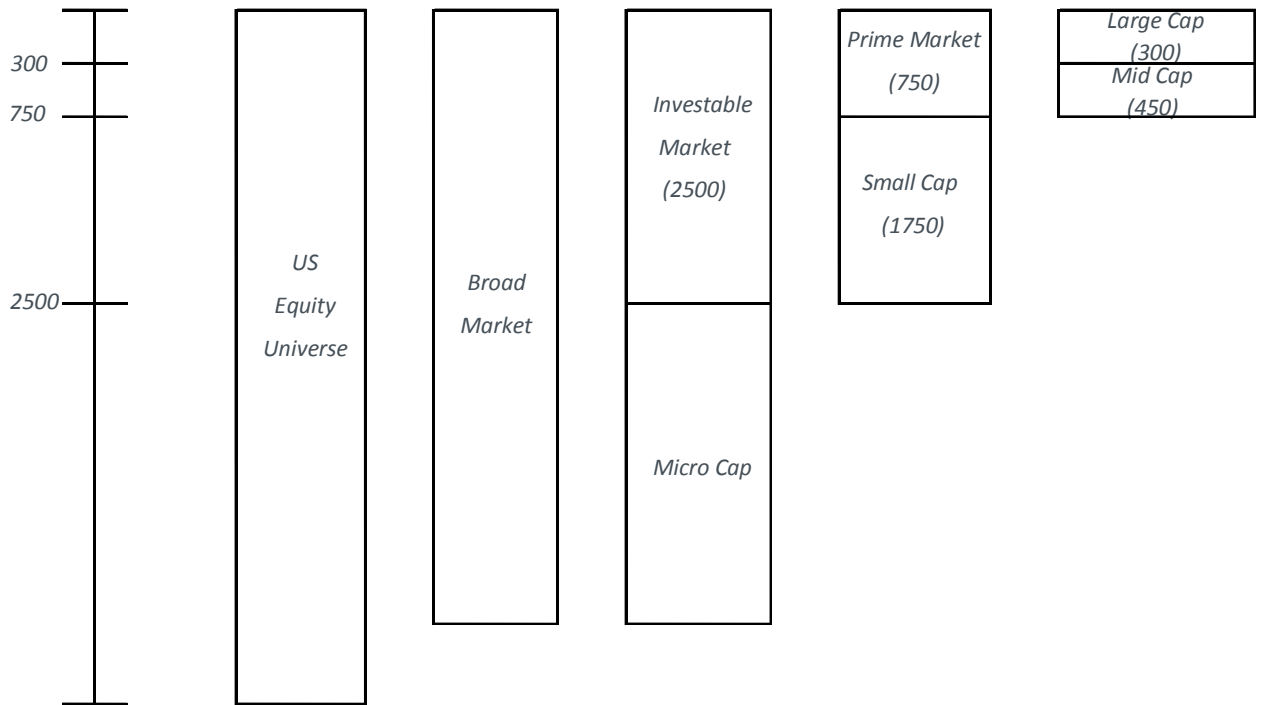 300
750
2500
US
Equity
Universe
Broad
Market
Investable
Market
(2500)
Micro Cap
Prime Market
(750)
Small Cap
(1750)
Large Cap
(300)
Mid Cap
(450)